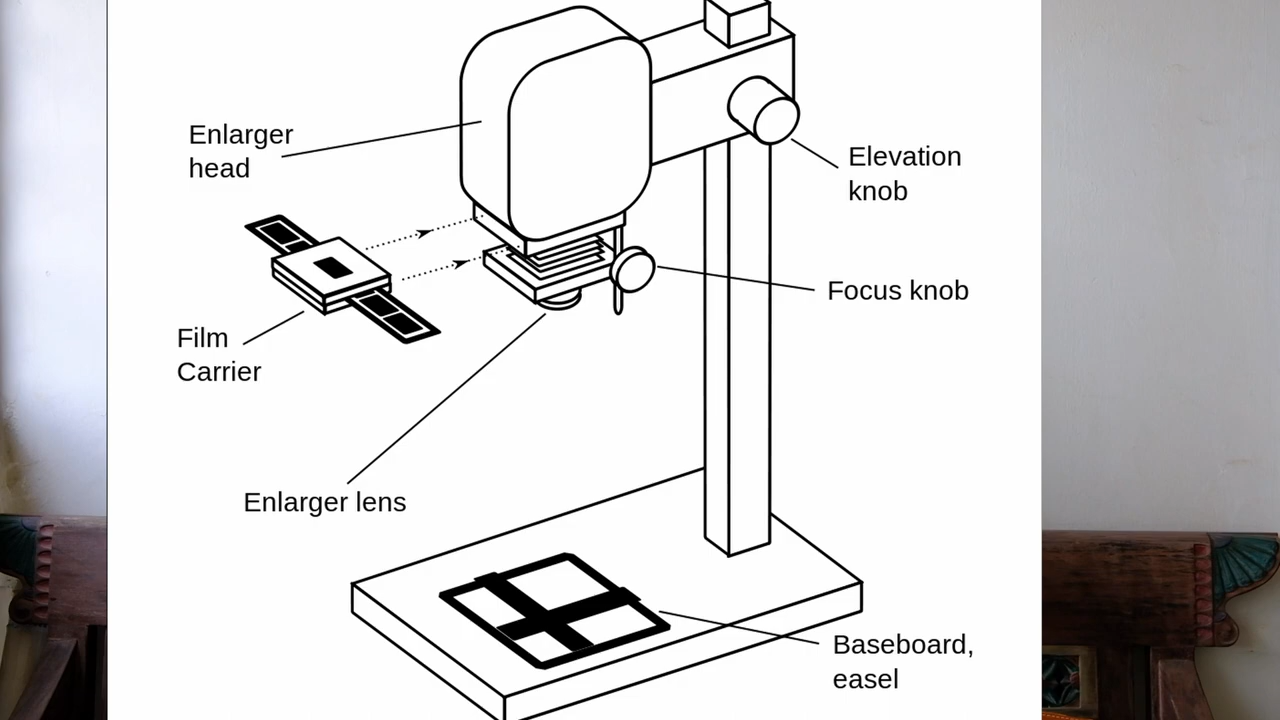 Enlarger
head
Elevation
knob
Focus knob
Film
Carrier
Enlarger lens
Baseboard,
easel